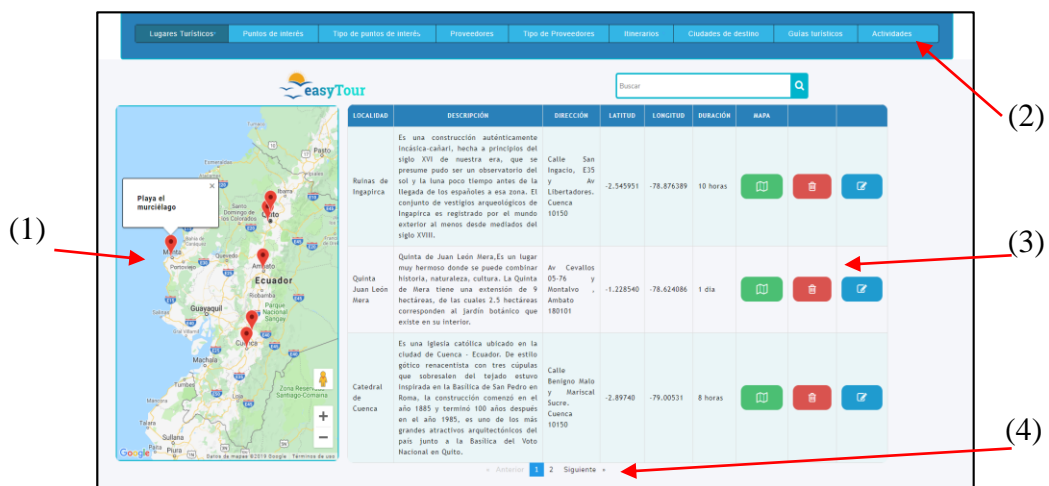 Lugares Turísticos
Puntos de interés
Tipo de puntos de interés
Proveedores
Tipo de Proveedores
Itinerarios
Ciudades de destino
Guías turísticos
Actividades
(2)
easyTour
Buscar
LOCALIDAD
DESCRIPCIÓN
DIRECCIÓN
LATITUD
LONGITUD
DURACIÓN
MAPA
Ruinas de
Ingapirca
Es una construcción auténticamente
incásica-cañari, hecha a principios del
siglo XVI de nuestra era, que se
presume pudo ser un observatorio del
sol y la luna poco tiempo antes de la
llegada de los españoles a esa zona. El
conjunto de vestigios arqueológicos de
Ingapirca es registrado por el mundo
exterior al menos desde mediados del
siglo XVIII.
Calle San
Ingacio, E35
y Av
Libertadores.
Cuenca
10150
-2.545951
-78.876389
10 horas
Quinta
Juan León
Mera
Quinta de Juan León Mera,Es un lugar
muy hermoso donde se puede combinar
historia, naturaleza, cultura. La Quinta
de Mera tiene una extensión de 9
hectáreas, de las cuales 2.5 hectáreas
corresponden al jardín botánico que
existe en su interior.
Av Cevallos
05-76 y
Montalvo ,
Ambato
180101
-1.228540
-78.624086
1 dia
(3)
Catedral
de
Cuenca
Es una iglesia católica ubicado en la
ciudad de Cuenca - Ecuador. De estilo
gótico renacentista con tres cúpulas
que sobresalen del tejado estuvo
inspirada en la Basílica de San Pedro en
Roma, la construcción comenzó en el
año 1885 y terminó 100 años después
en el año 1985, es uno de los más
grandes atractivos arquitectónicos del
país junto a la Basílica del Voto
Nacional en Quito.
Calle
Benigno Malo
y Mariscal
Sucre.
Cuenca
10150
-2.89740
-79.00531
8 horas
« Anterior 1 2 Siguiente »
(4)
(1)
Tumaco
Pasto
Ipiales
Esmeraldas
Playa el
murciélago
×
Ibarra
Santo
Domingo de
los Colorados
Quito
Bahía de
Caráquez
Manta
Portoviejo
Quevedo
Ambato
Ecuador
Riobamba
Parque
Nacional
Sangay
Guayaquil
Salinas
Cuenca
Machala
Tumbes
Loja
Zona Reservada
Santiago-Comaina
Máncora
Talara
Sullana
Paita
Piura
+
−
Google
Datos de mapas ©2019 Google
Términos de uso